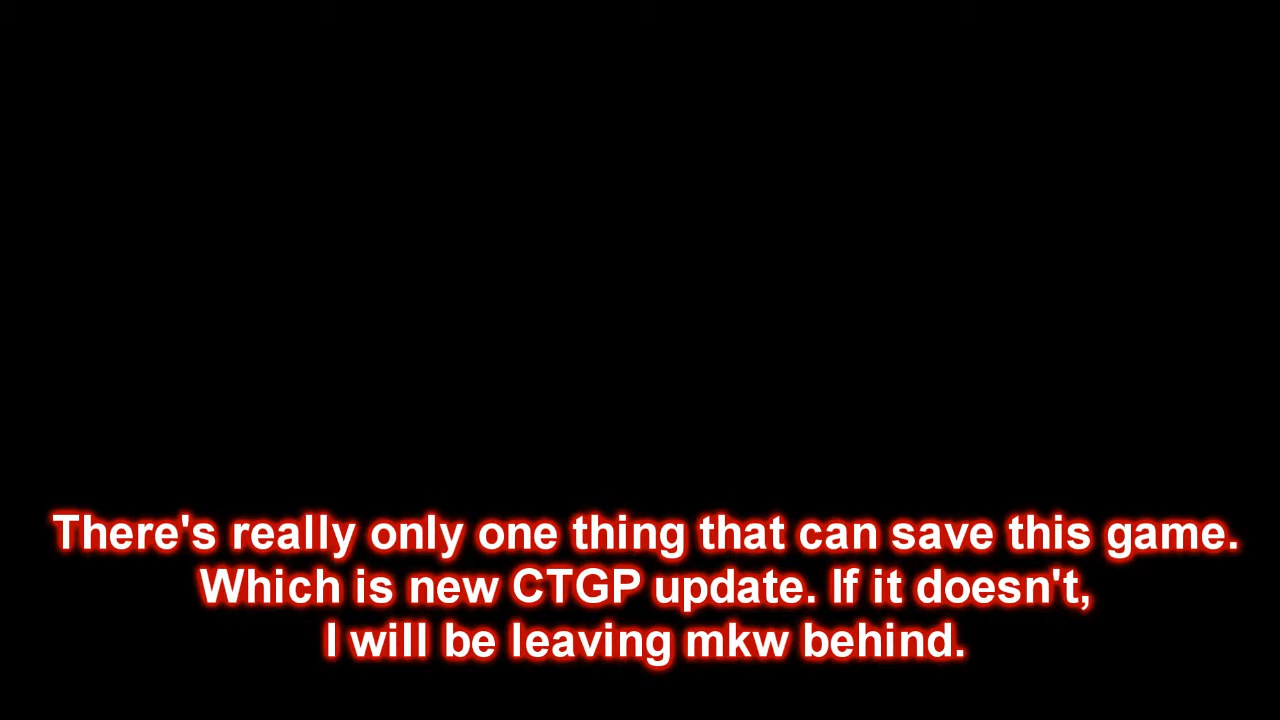 There's really only one thing that can save this game.
Which is new CTGP update. If it doesn't,
I will be leaving mkw behind.